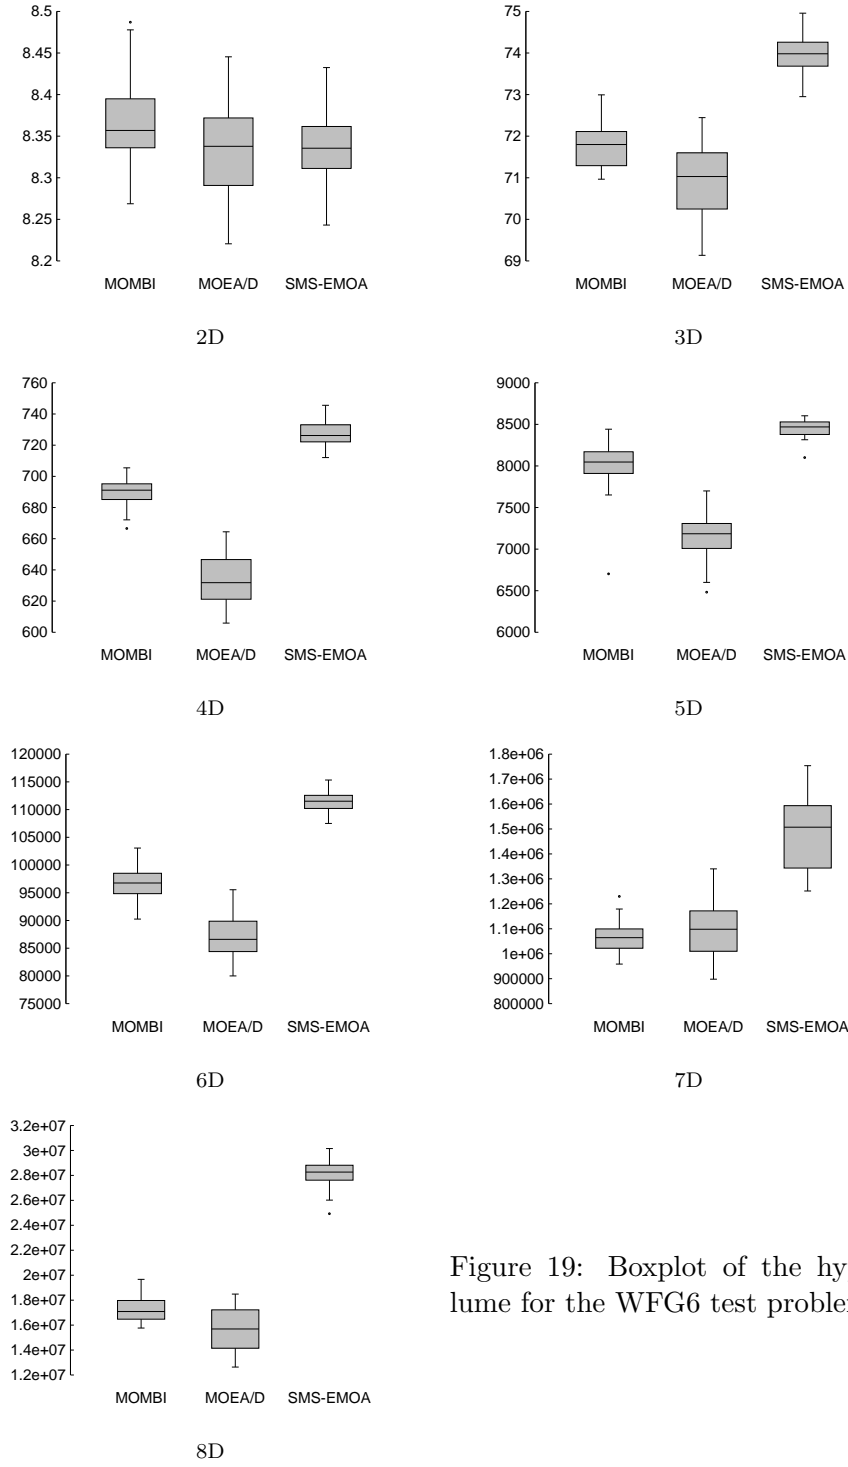 8.5
8.45
8.4
8.35
8.3
8.25
8.2
MOMBI MOEA/D SMS-EMOA
2D
75
74
73
72
71
70
69
MOMBI MOEA/D SMS-EMOA
3D
760
740
720
700
680
660
640
620
600
MOMBI MOEA/D SMS-EMOA
4D
9000
8500
8000
7500
7000
6500
6000
MOMBI MOEA/D SMS-EMOA
5D
120000
115000
110000
105000
100000
95000
90000
85000
80000
75000
MOMBI MOEA/D SMS-EMOA
6D
1.8e+06
1.7e+06
1.6e+06
1.5e+06
1.4e+06
1.3e+06
1.2e+06
1.1e+06
1e+06
900000
800000
MOMBI MOEA/D SMS-EMOA
7D
3.2e+07
3e+07
2.8e+07
2.6e+07
2.4e+07
2.2e+07
2e+07
1.8e+07
1.6e+07
1.4e+07
1.2e+07
MOMBI MOEA/D SMS-EMOA
8D
Figure 19: Boxplot of the hy
lume for the WFG6 test proble